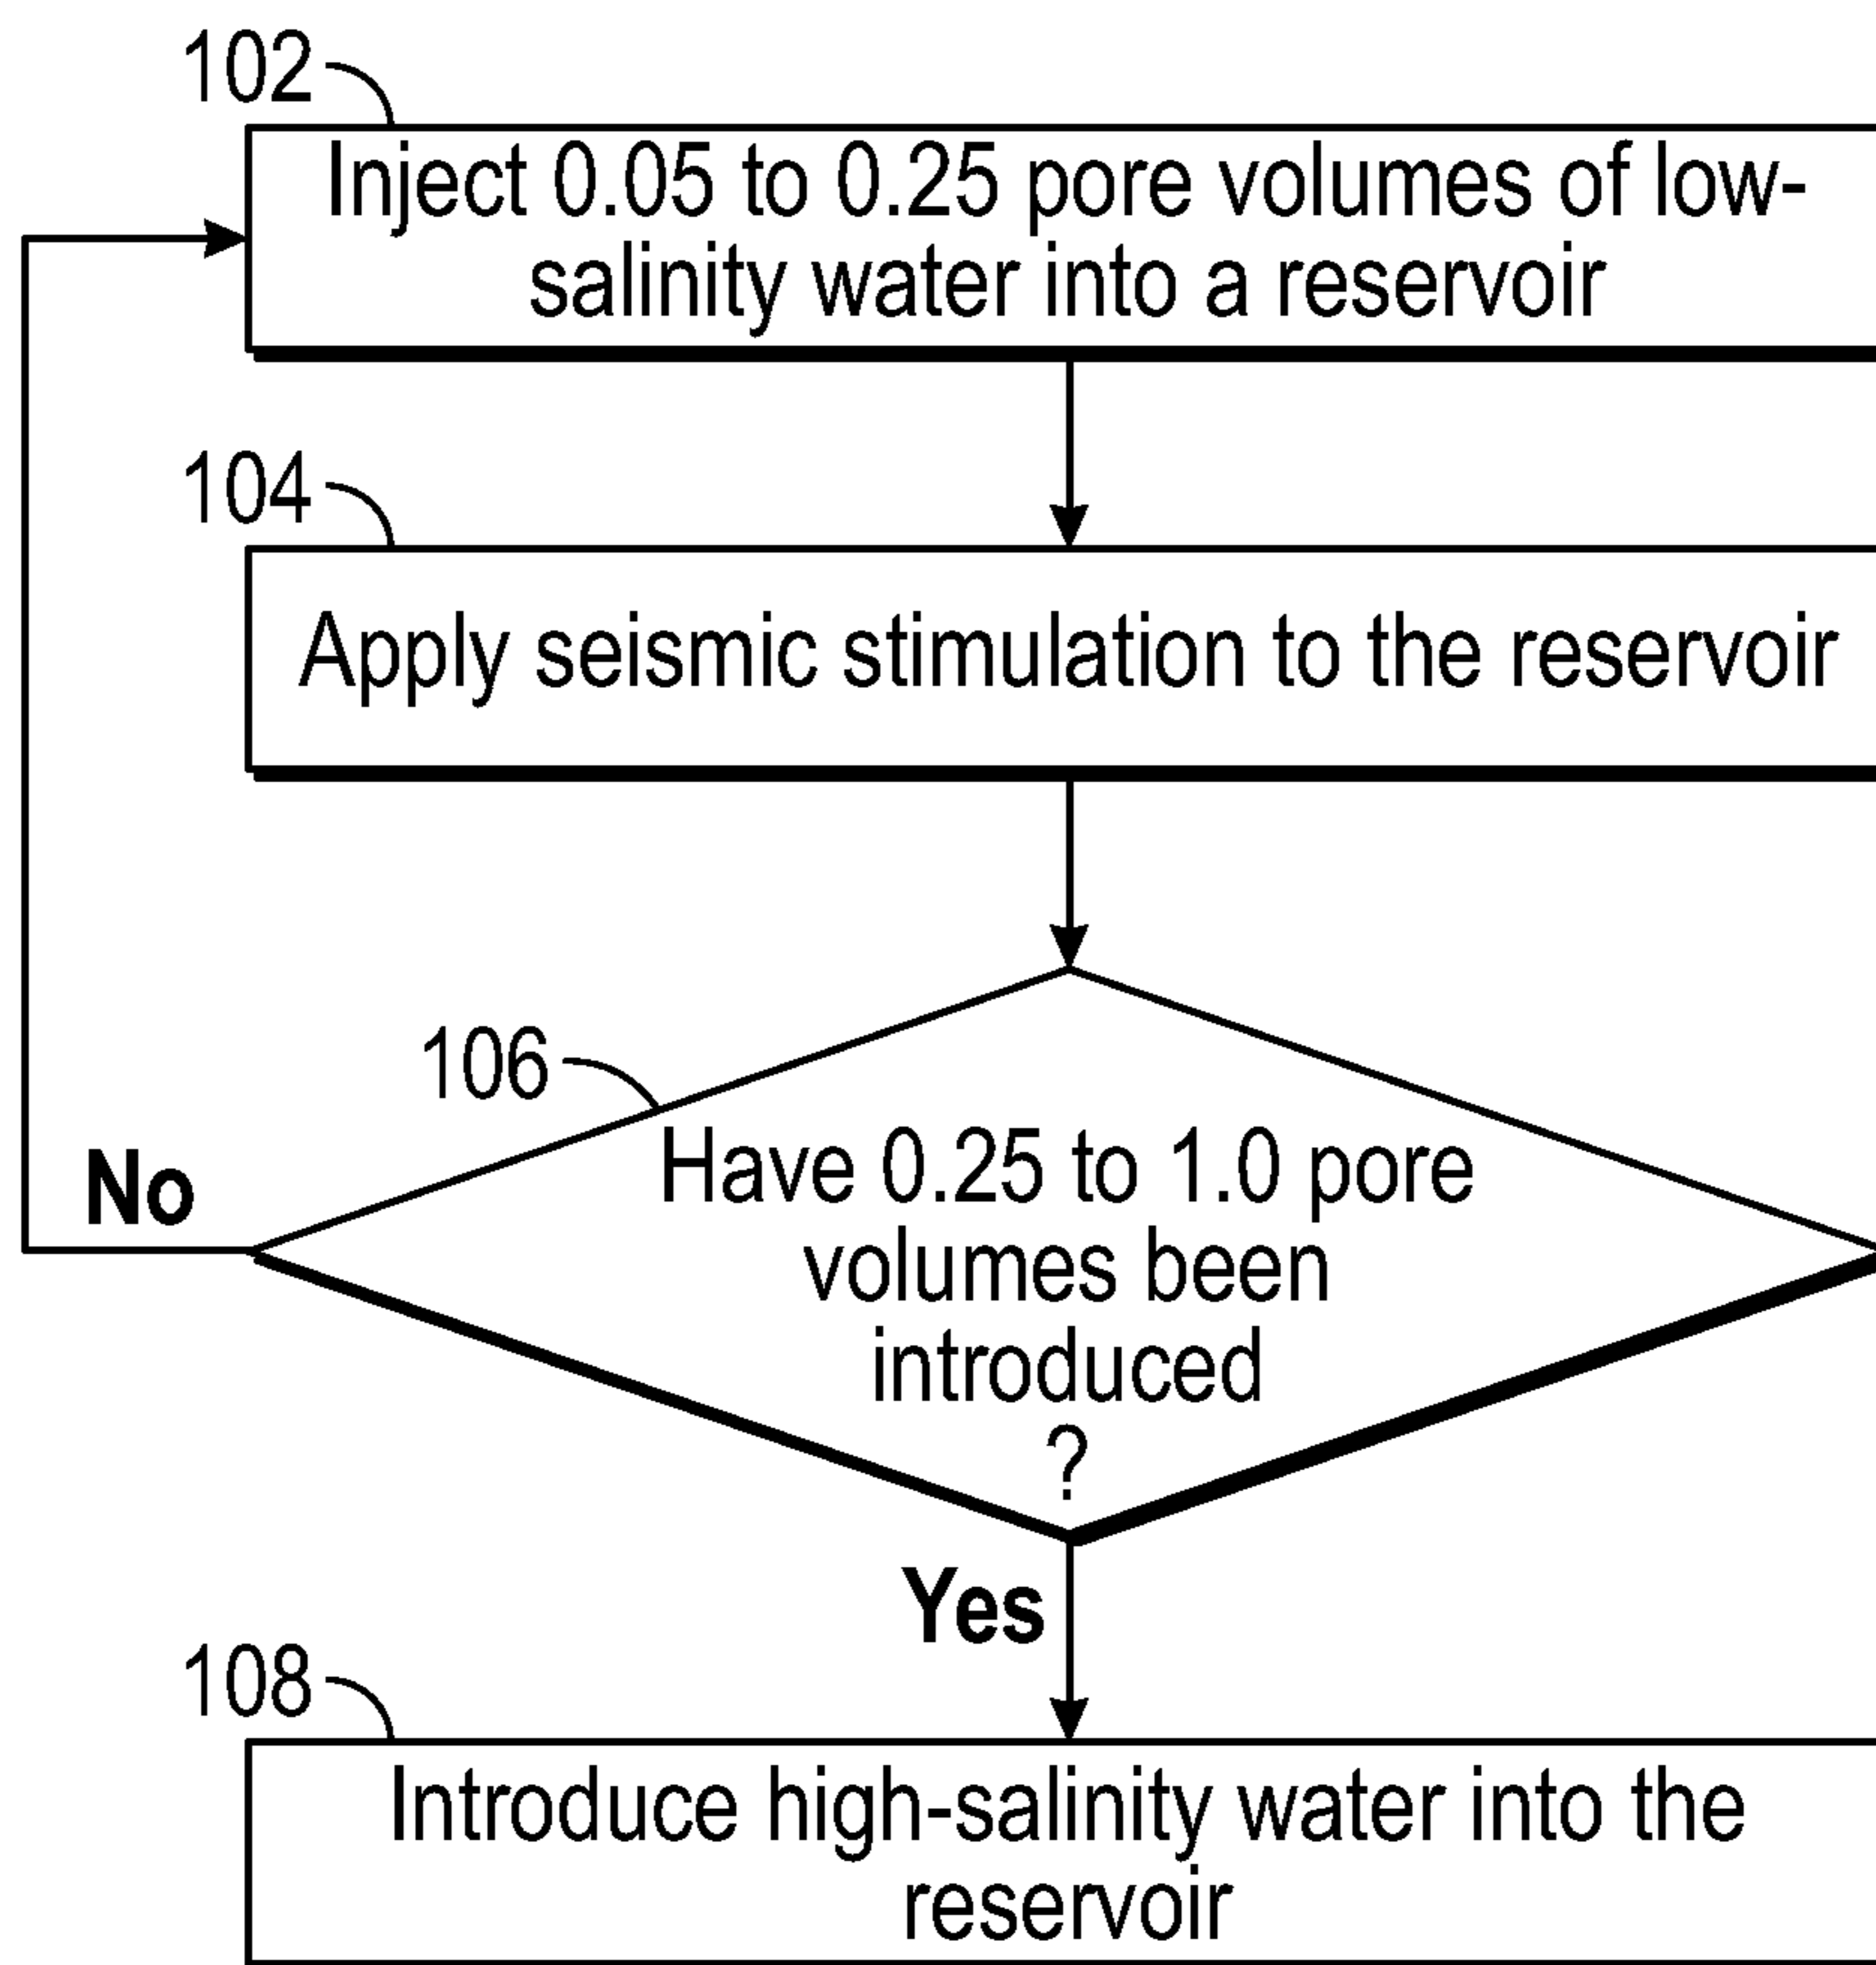 102
Inject 0.05 to 0.25 pore volumes of low-
salinity water into a reservoir
104
Apply seismic stimulation to the reservoir
106
Have 0.25 to 1.0 pore
volumes been
introduced
?
No
Yes
108
Introduce high-salinity water into the
reservoir